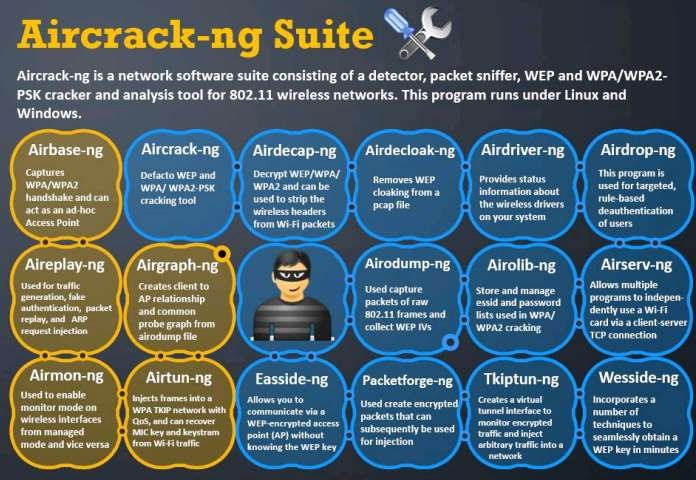 Aircrack-ng Suite
Aircrack-ng is a network software suite consisting of a detector, packet sniffer, WEP and WPA/WPA2-
PSK cracker and analysis tool for 802.11 wireless networks. This program runs under Linux and
Windows.
Airbase-ng
Captures
WPA/WPA2
handshake and can
act as an ad-hoc
Access Point
Aircrack-ng
Defacto WEP and
WPA/ WPA2-PSK
cracking tool
Airdecap-ng
Decrypt WEP/WPA/
WPA2 and can be
used to strip the
wireless headers
from Wi-Fi packets
Airdecloak-ng
Removes WEP
cloaking from a
pcap file
Airdriver-ng
Provides status
information about
the wireless drivers
on your system
Airdrop-ng
This program is
used for targeted,
rule-based
deauthentication
of users
Aireplay-ng
Used for traffic
generation, fake
authentication, packet
replay, and ARP
request injection
Airgraph-ng
Creates client to
AP relationship
and common
probe graph from
airodump file
Airodump-ng
Used capture
packets of raw
802.11 frames and
collect WEP IVs
Airolib-ng
Store and manage
essid and password
lists used in WPA/
WPA2 cracking
Airserv-ng
Allows multiple
programs to indepen-
dently use a Wi-Fi
card via a client-server
TCP connection
Airmon-ng
Used to enable
monitor mode on
wireless interfaces
from managed
mode and vice versa
Airtun-ng
Injects frames into a
WPA TKIP network with
QoS, and can recover
MIC key and keystram
from Wi-Fi traffic
Easside-ng
Allows you to
communicate via a
WEP-encrypted access
point (AP) without
knowing the WEP key
Packetforge-ng
Used create encrypted
packets that can
subsequently be used
for injection
Tkiptun-ng
Creates a virtual
tunnel interface to
monitor encrypted
traffic and inject
arbitrary traffic into a
network
Wesside-ng
Incorporates a
number of
techniques to
seamlessly obtain a
WEP key in minutes